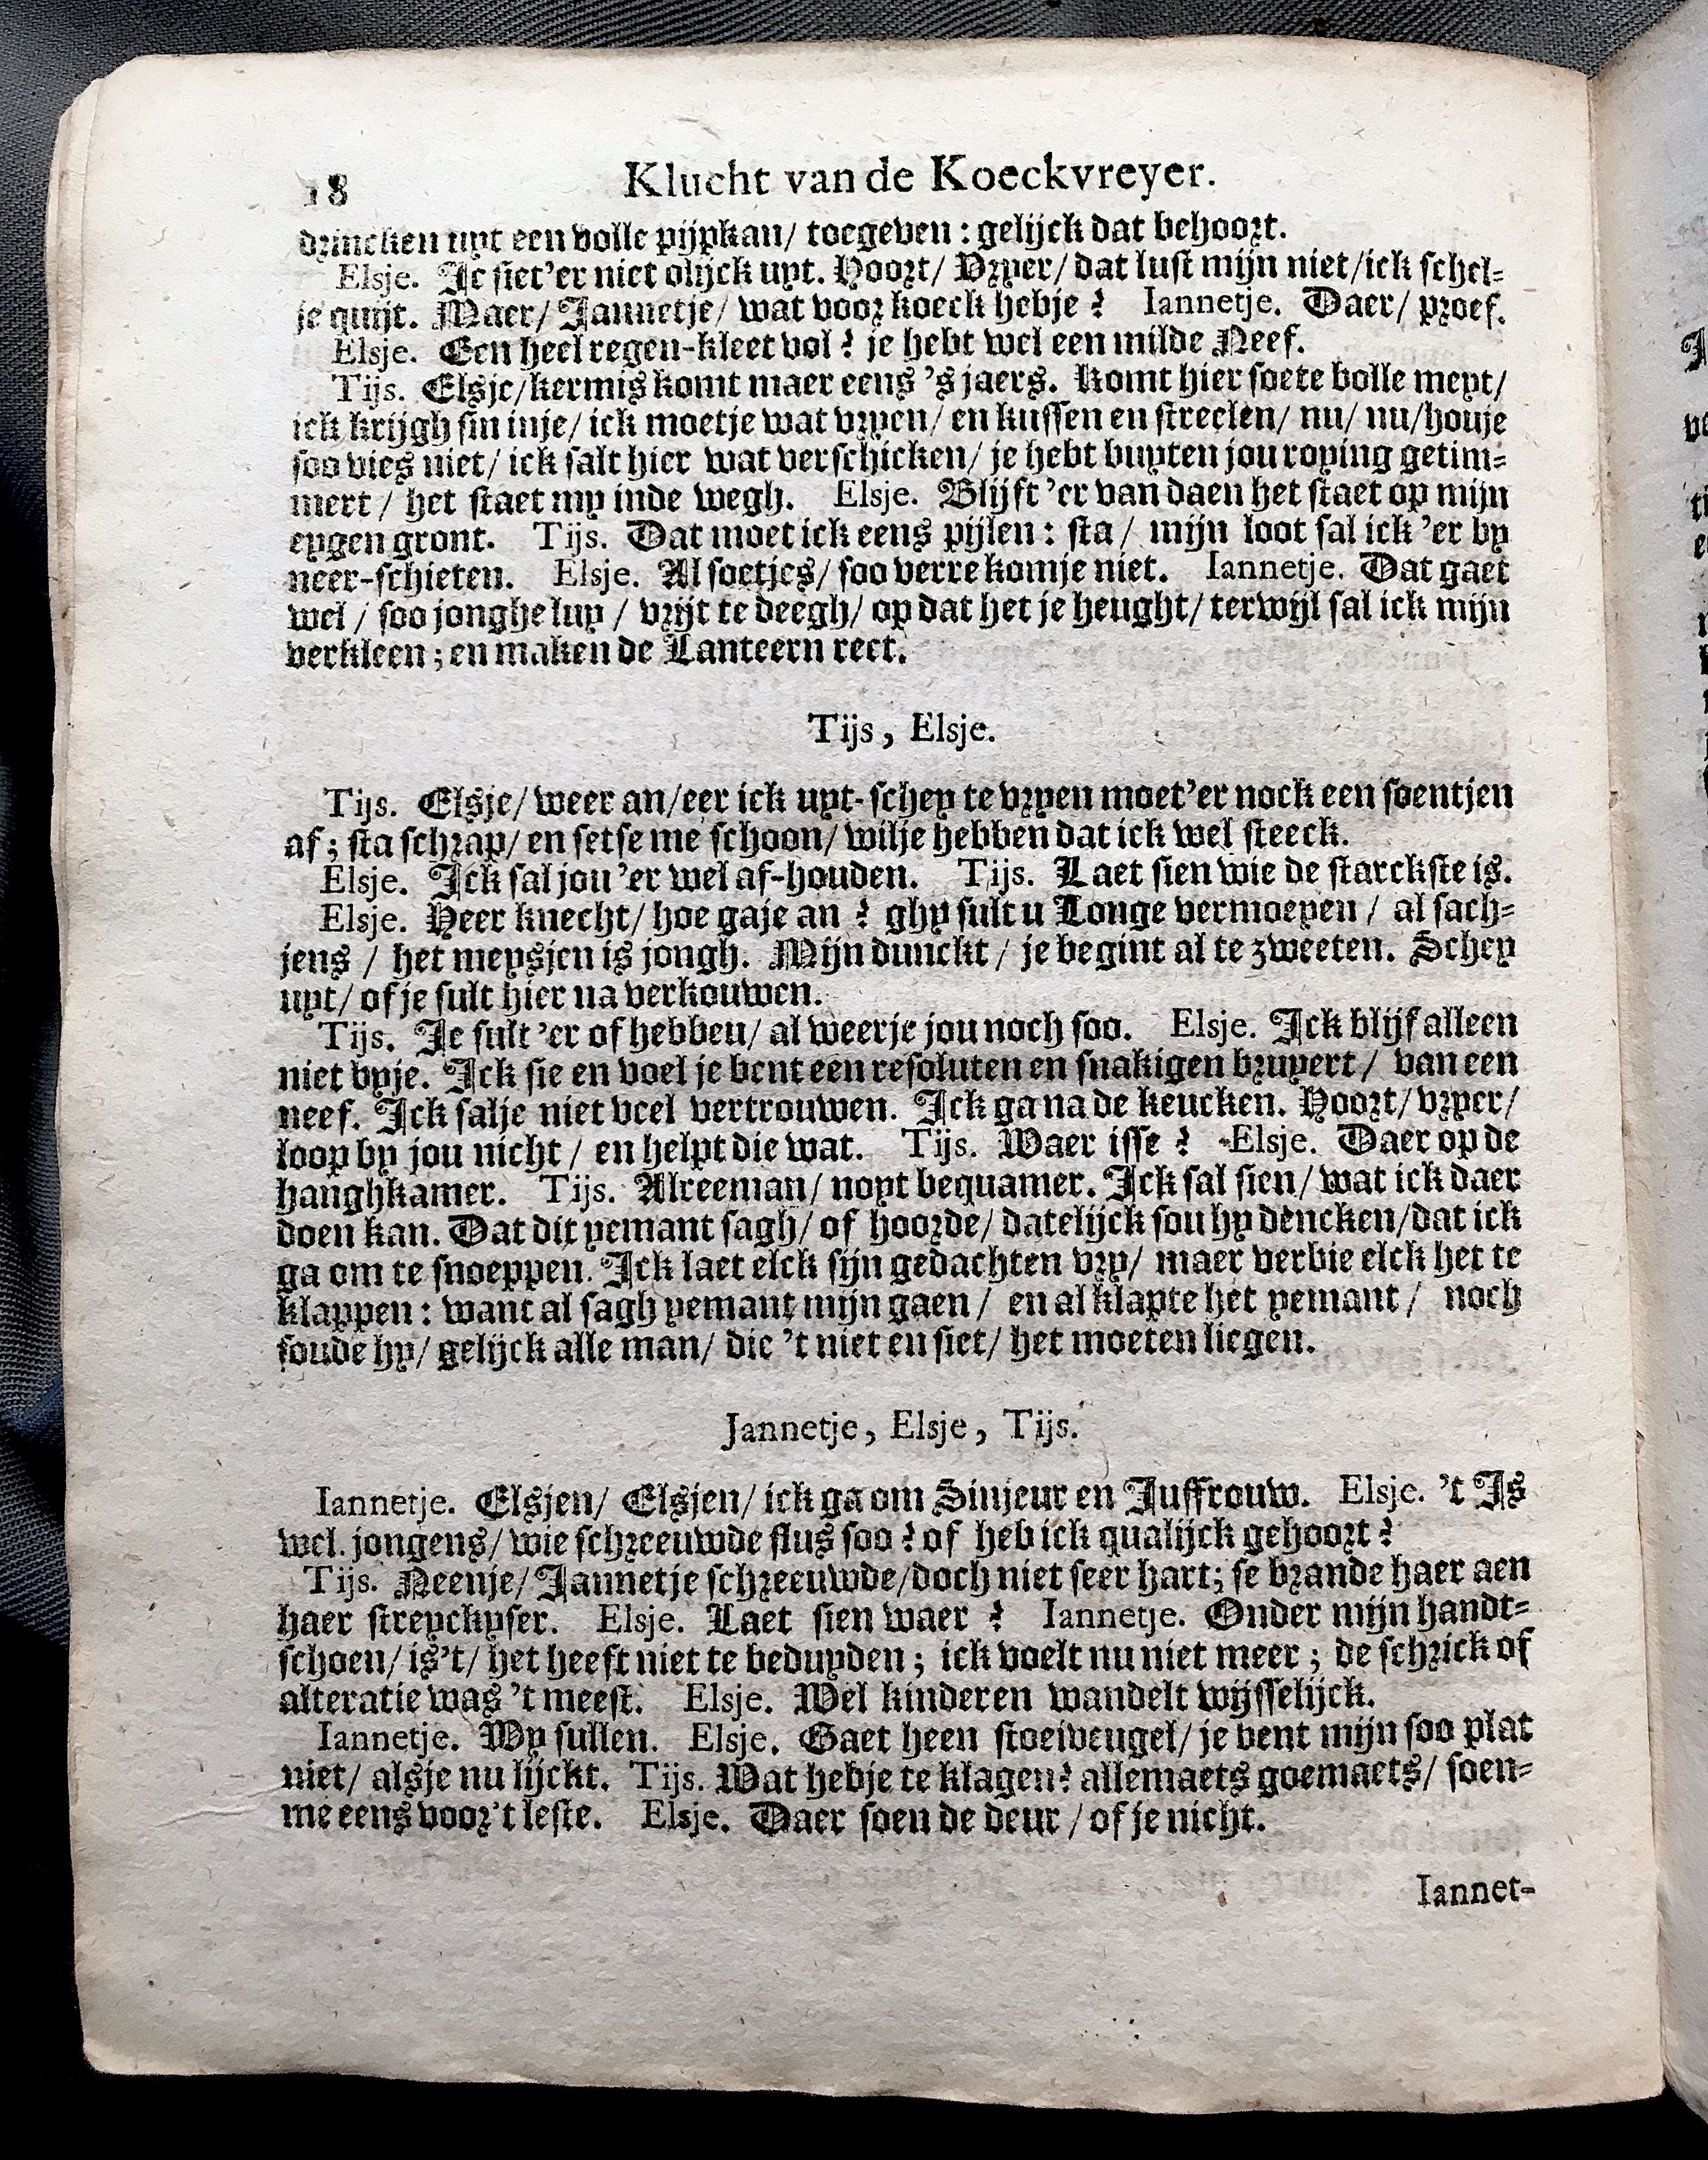 18 Klucht van de Koeckvreyer.
drincken uyt een volle pijpkan/ toegeven: gelijck dat behoort.
Elsje. Je siet'er niet olijck uyt. Hoort/ Vryer/ dat lust mijn niet/ick schel-
je quijt. Maer/ Jannetje/ wat voor koeck hebje? Iannetje. Daer/ proef.
Elsje. Een heel regen-kleet vol? je hebt wel een milde Neef.
Tijs. Elsje/kermis komt maer eens 's jaers. Komt hier soete bolle meyt/
ick krijgh sin inje/ ick moetje wat vryen/ en kussen en streelen/ nu/ nu/houje
soo vies niet/ ick salt hier wat verschicken/ je hebt buyten jou roying getim-
mert / het staet my inde wegh. Elsje. Blijft 'er van daen het staet op mijn
eygen gront. Tijs. Dat moet ick eens pijlen: sta/ mijn loot sal ick 'er by
neer-schieten. Elsje. Al soetjes/ soo verre komje niet. Iannetje. Dat gaet
wel / soo jonghe luy / vrijt te deegh/ op dat het je heught/ terwijl sal ick mijn
verkleen; en maken de Lanteern reet.
Tijs, Elsje.
Tijs. Elsje/ weer an/eer ick uyt-schey te vryen moet'er nock een soentjen
af; sta schrap/ en setse me schoon/ wilje hebben dat ick wel steeck.
Elsje. Ick sal jou 'er wel af-houden. Tijs. Laet sien wie de starckste is.
Elsje. Heer knecht/ hoe gaje an? ghy sult u Longe vermoeyen / al sach-
jens / het meysjen is jongh. Mijn dunckt / je begint al te zweeten. Schey
uyt/ of je sult hier na verkouwen.
Tijs. Je sult 'er of hebben/ al weerje jou noch soo. Elsje. Ick blijf alleen
niet byje. Ick sie en voel je bent een resoluten en snakigen bruyert / van een
neef. Ick salje niet veel vertrouwen. Ick ga na de keucken. Hoort/ vryer/
loop by jou nicht / en helpt die wat. Tijs. Waer isse? Elsje. Daer op de
hanghkamer. Tijs. Alreeman/ noyt bequamer. Ick sal sien/ wat ick daer
doen kan. Dat dit yemant sagh/ of hoorde/ datelijck sou hy dencken/dat ick
ga om te snoeppen. Ick laet elck sijn gedachten vry/ maer verbie elck het te
klappen: want al sagh yemant mijn gaen / en al klapte het yemant / noch
soude hy/ gelijck alle man/ die 't niet en siet/ het moeten liegen.
Jannetje, Elsje, Tijs.
Iannetje. Elsjen/ Elsjen/ ick ga om Sinjeur en Juffrouw. Elsje. 't Is
wel. jongens/ wie schreeuwde flus soo? of heb ick qualijck gehoort?
Tijs. Neenje/ Jannetje schreeuwde/doch niet seer hart; se brande haer aen
haer streyckyser. Elsje. Laet sien waer? Iannetje. Onder mijn handt-
schoen/ is't/ het heeft niet te beduyden; ick voelt nu niet meer; de schrick of
alteratie was 't meest. Elsje. Wel kinderen wandelt wijsselijck.
Iannetje. Wy sullen. Elsje. Gaet heen stoeiveugel/ je bent mijn soo plat
niet/ alsje nu lijckt. Tijs. Wat hebje te klagen? allemaets goemaets/ soen-
me eens voor't leste. Elsje. Daer soen de deur / of je nicht.
Iannet-